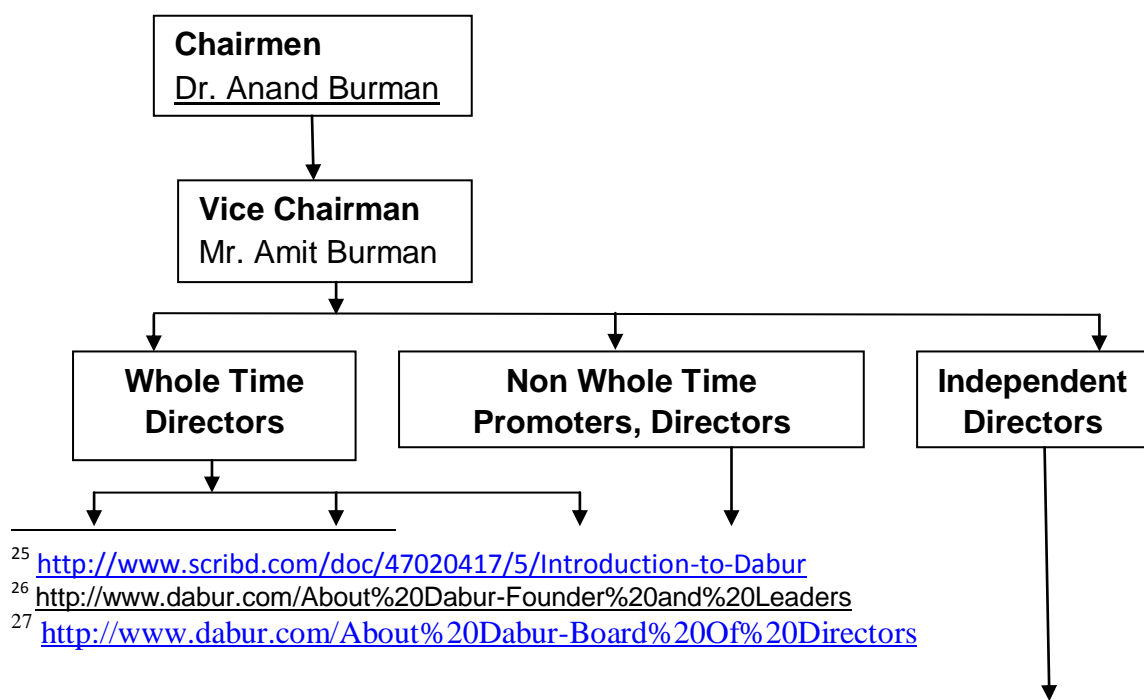 Chairmen
Dr. Anand Burman
Vice Chairman
Mr. Amit Burman
Whole Time
Directors
Non Whole Time
Promoters, Directors
Independent
Directors
25 http://www.scribd.com/doc/47020417/5/Introduction-to-Dabur
26 http://www.dabur.com/About%20Dabur-Founder%20and%20Leaders
27 http://www.dabur.com/About%20Dabur-Board%20Of%20Directors